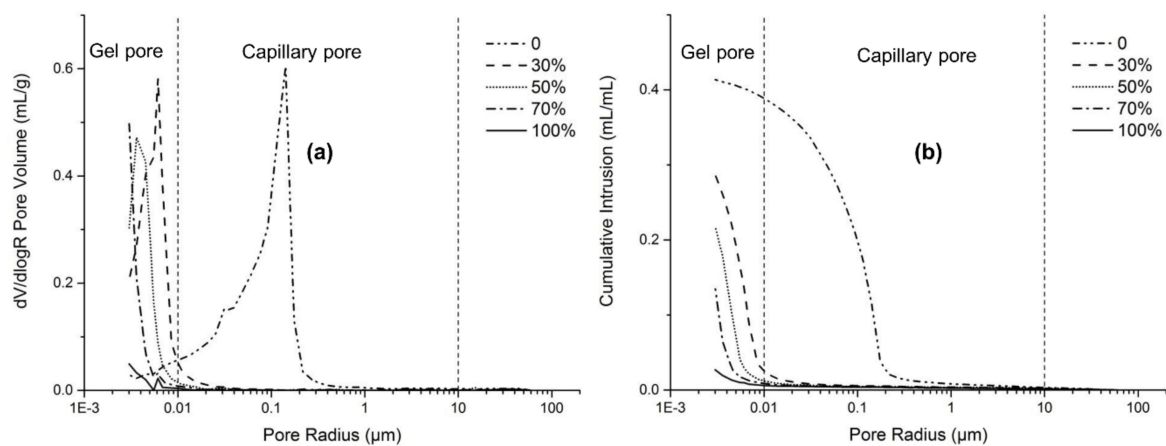 Gel pore
Capillary pore
0
30%
50%
70%
100%
(a)
dV/dlogR Pore Volume (mL/g)
0.6
0.4
0.2
0.0
1E-3 0.01 0.1 1 10 100
Pore Radius (µm)
Gel pore
Capillary pore
0
30%
50%
70%
100%
(b)
Cumulative Intrusion (mL/mL)
0.4
0.2
0.0
1E-3 0.01 0.1 1 10 100
Pore Radius (µm)